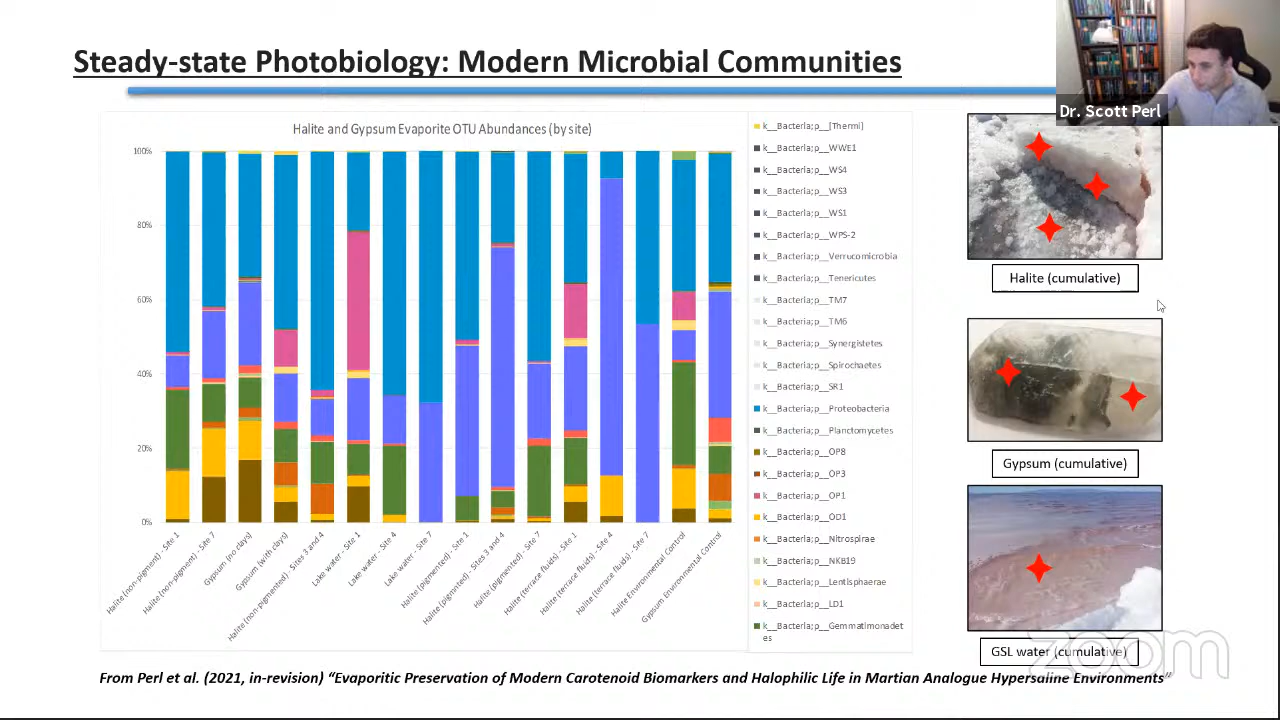 Steady-state Photobiology: Modern Microbial Communities
Dr. Scott Perl
Halite and Gypsum Evaporite OTU Abundances (by site)
100%
80%
60%
40%
20%
0%
Halite (non-pigment) - Site 1
Halite (non-pigment) - Site 7
Gypsum (no clays)
Gypsum (with clays)
Halite (non-pigmented) - Sites 3 and 4
Lake water - Site 1
Lake water - Site 4
Lake water - Site 7
Halite (pigmented) - Site 1
Halite (pigmented) - Sites 3 and 4
Halite (pigmented) - Site 7
Halite (terrace fluids) - Site 1
Halite (terrace fluids) - Site 4
Halite (terrace fluids) - Site 7
Halite Environmental Control
Gypsum Environmental Control
k__Bacteria;p__[Thermi]
k__Bacteria;p__WWE1
k__Bacteria;p__WS4
k__Bacteria;p__WS3
k__Bacteria;p__WS1
k__Bacteria;p__WPS-2
k__Bacteria;p__Verrucomicrobia
k__Bacteria;p__Tenericutes
k__Bacteria;p__TM7
k__Bacteria;p__TM6
k__Bacteria;p__Synergistetes
k__Bacteria;p__Spirochaetes
k__Bacteria;p__SR1
k__Bacteria;p__Proteobacteria
k__Bacteria;p__Planctomycetes
k__Bacteria;p__OP8
k__Bacteria;p__OP3
k__Bacteria;p__OP1
k__Bacteria;p__OD1
k__Bacteria;p__Nitrospirae
k__Bacteria;p__NKB19
k__Bacteria;p__Lentisphaerae
k__Bacteria;p__LD1
k__Bacteria;p__Gemmatimonadet
es
Halite (cumulative)
Gypsum (cumulative)
GSL water (cumulative)
zoom
From Perl et al. (2021, in-revision) “Evaporitic Preservation of Modern Carotenoid Biomarkers and Halophilic Life in Martian Analogue Hypersaline Environments”